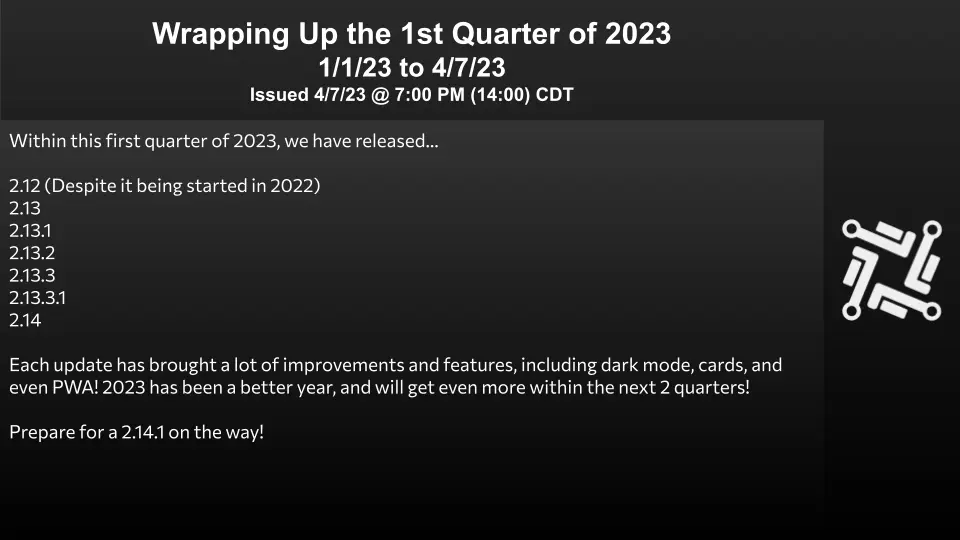 Wrapping Up the 1st Quarter of 2023
1/1/23 to 4/7/23
Issued 4/7/23 @ 7:00 PM (14:00) CDT
Within this first quarter of 2023, we have released...
2.12 (Despite it being started in 2022)
2.13
2.13.1
2.13.2
2.13.3
2.13.3.1
2.14
Each update has brought a lot of improvements and features, including dark mode, cards, and
even PWA! 2023 has been a better year, and will get even more within the next 2 quarters!
Prepare for a 2.14.1 on the way!